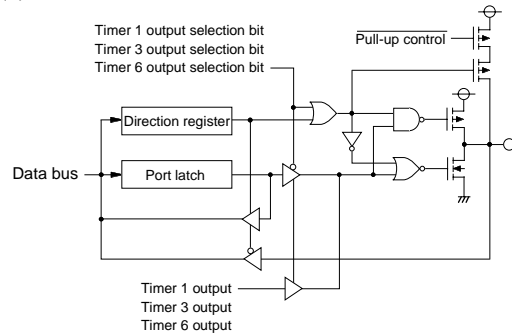 Timer 1 output selection bit
Timer 3 output selection bit
Timer 6 output selection bit
Pull-up control
Direction register
Data bus
Port latch
Timer 1 output
Timer 3 output
Timer 6 output